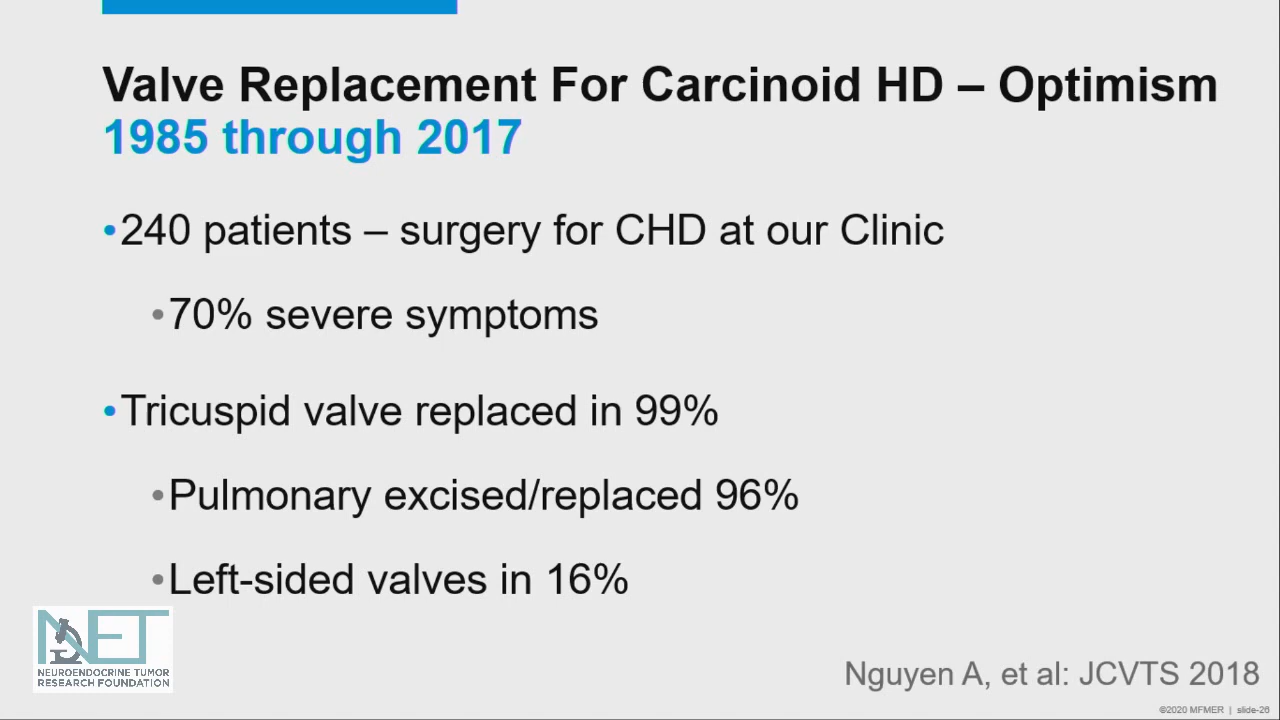 Valve Replacement For Carcinoid HD – Optimism
1985 through 2017
•240 patients – surgery for CHD at our Clinic
•70% severe symptoms
•Tricuspid valve replaced in 99%
•Pulmonary excised/replaced 96%
•Left-sided valves in 16%
NET
NEUROENDOCRINE TUMOR
RESEARCH FOUNDATION
Nguyen A, et al: JCVTS 2018
©2020 MFMER | slide-26